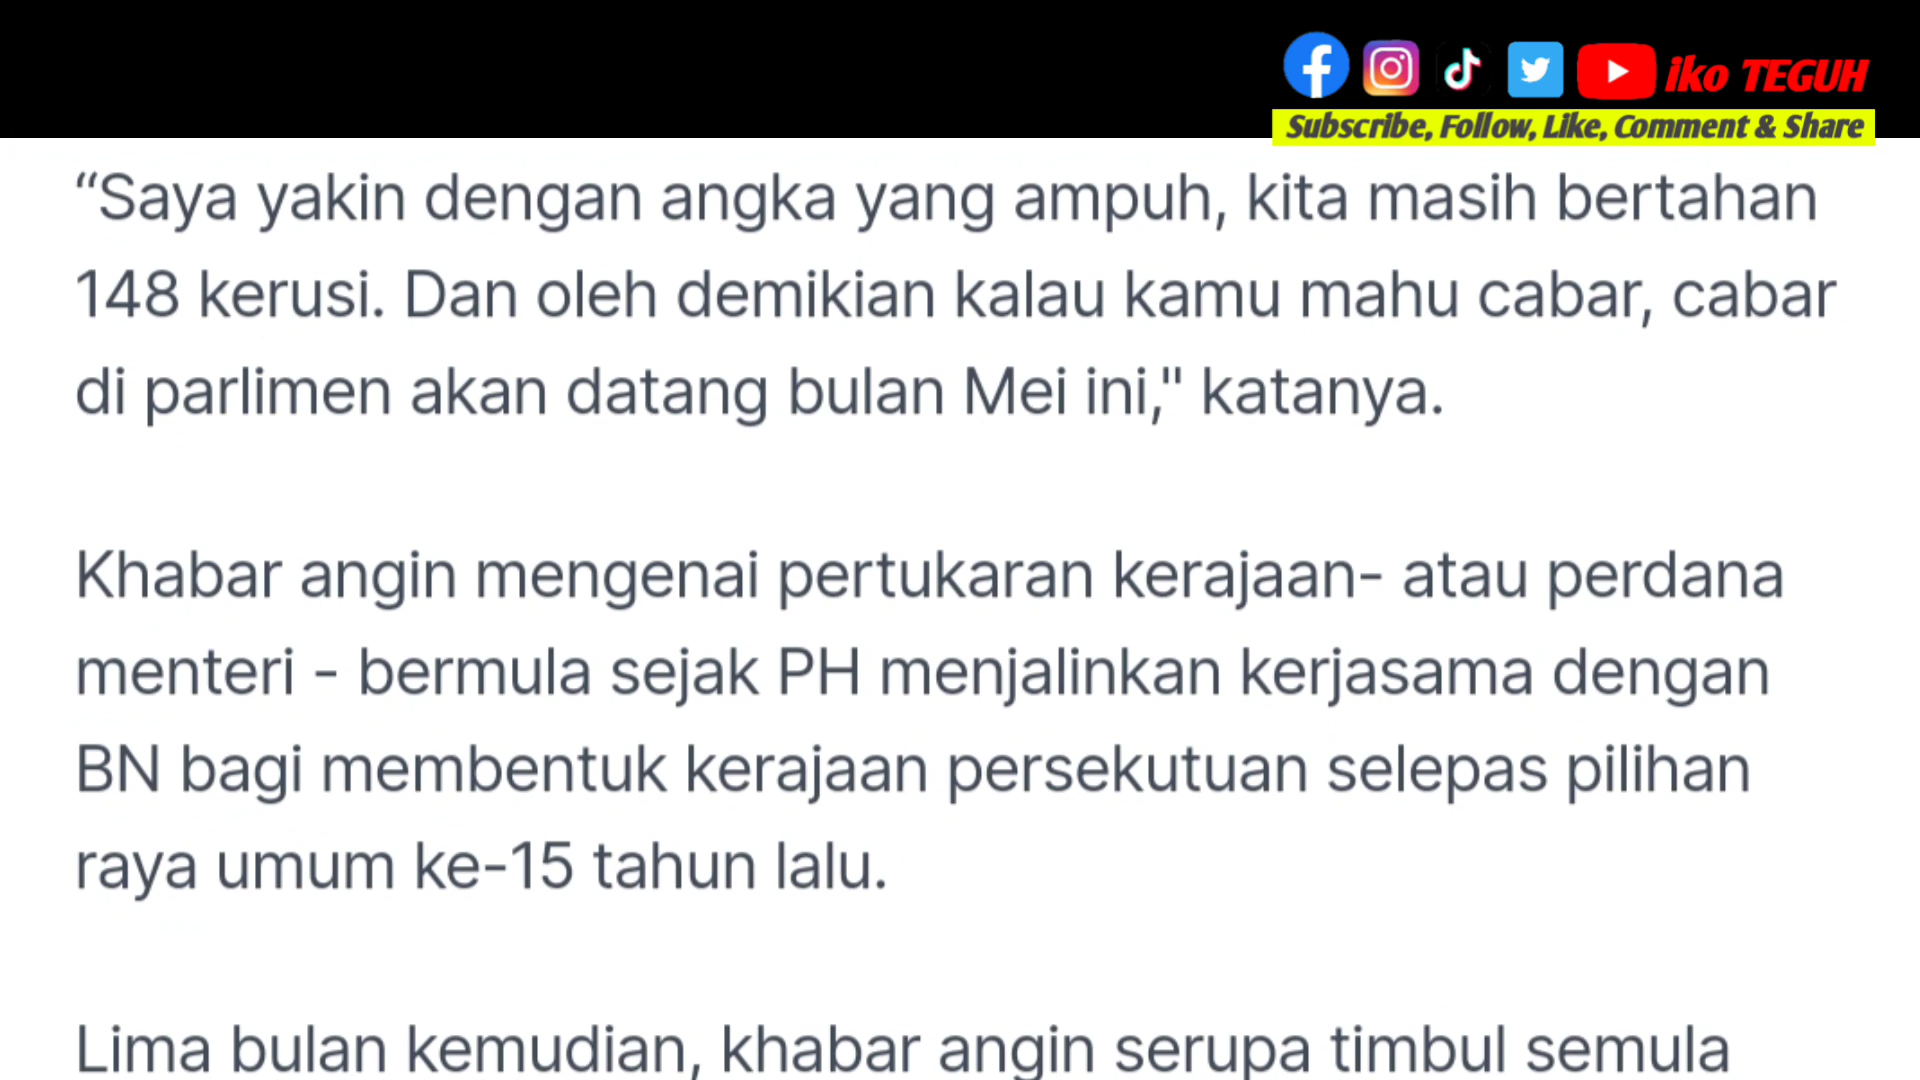 iko TEGUH
Subscribe, Follow, Like, Comment & Share
“Saya yakin dengan angka yang ampuh, kita masih bertahan
148 kerusi. Dan oleh demikian kalau kamu mahu cabar, cabar
di parlimen akan datang bulan Mei ini," katanya.
Khabar angin mengenai pertukaran kerajaan- atau perdana
menteri - bermula sejak PH menjalinkan kerjasama dengan
BN bagi membentuk kerajaan persekutuan selepas pilihan
raya umum ke-15 tahun lalu.
Lima bulan kemudian, khabar angin serupa timbul semula